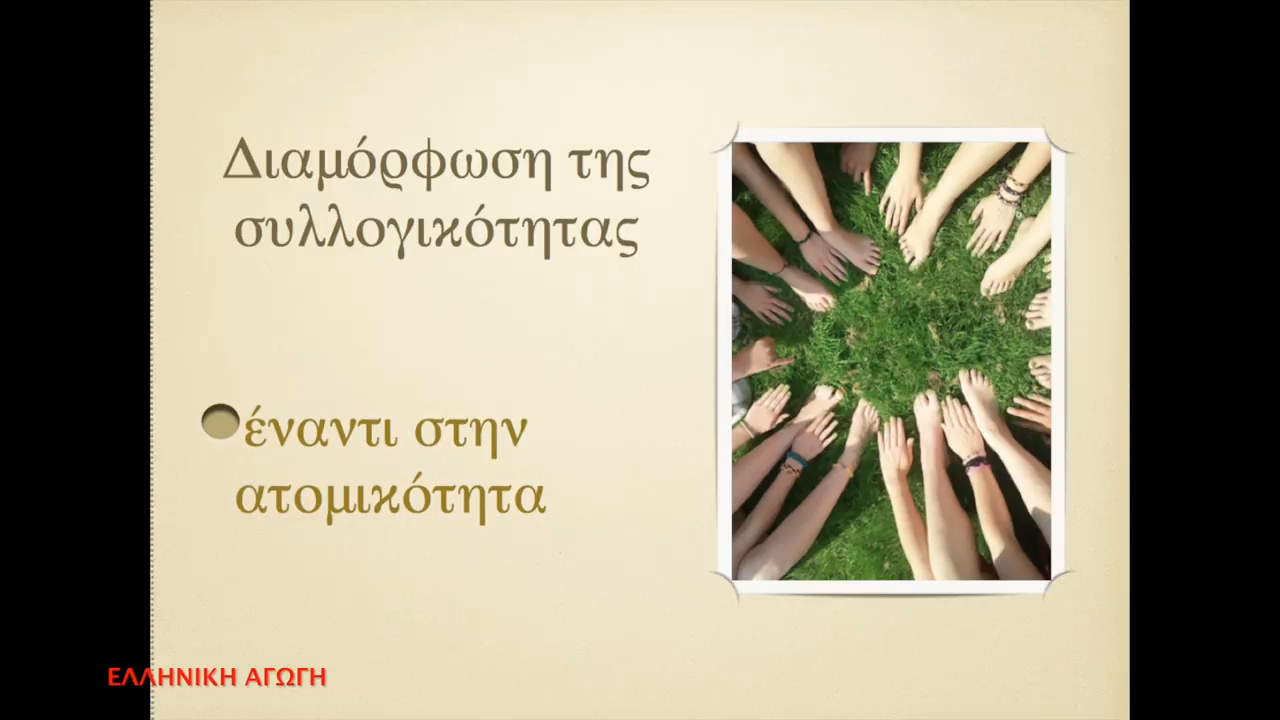 Διαμόρφωση της
συλλογικότητας
έναντι στην
ατομικότητα
ΕΛΛΗΝΙΚΗ ΑΓΩΓΗ